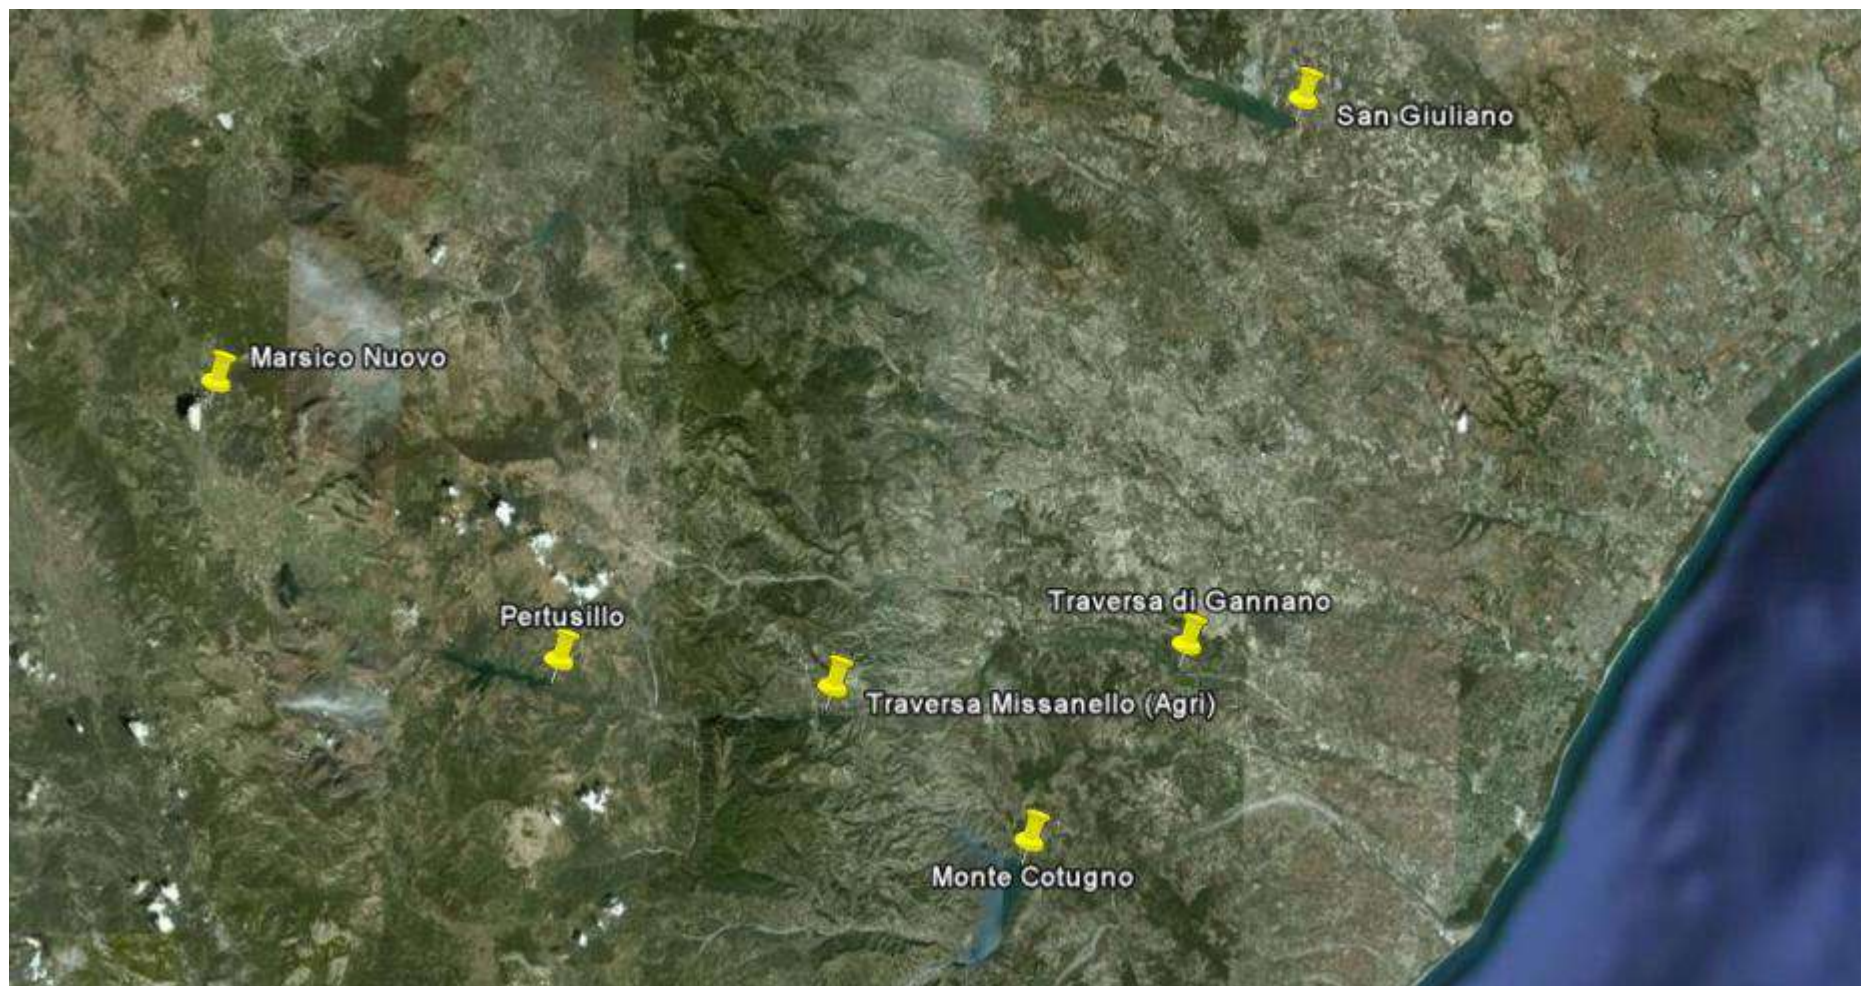 San Giuliano
Marsico Nuovo
Traversa di Gannano
Pertusillo
Traversa Missanello (Agri)
Monte Cotugno